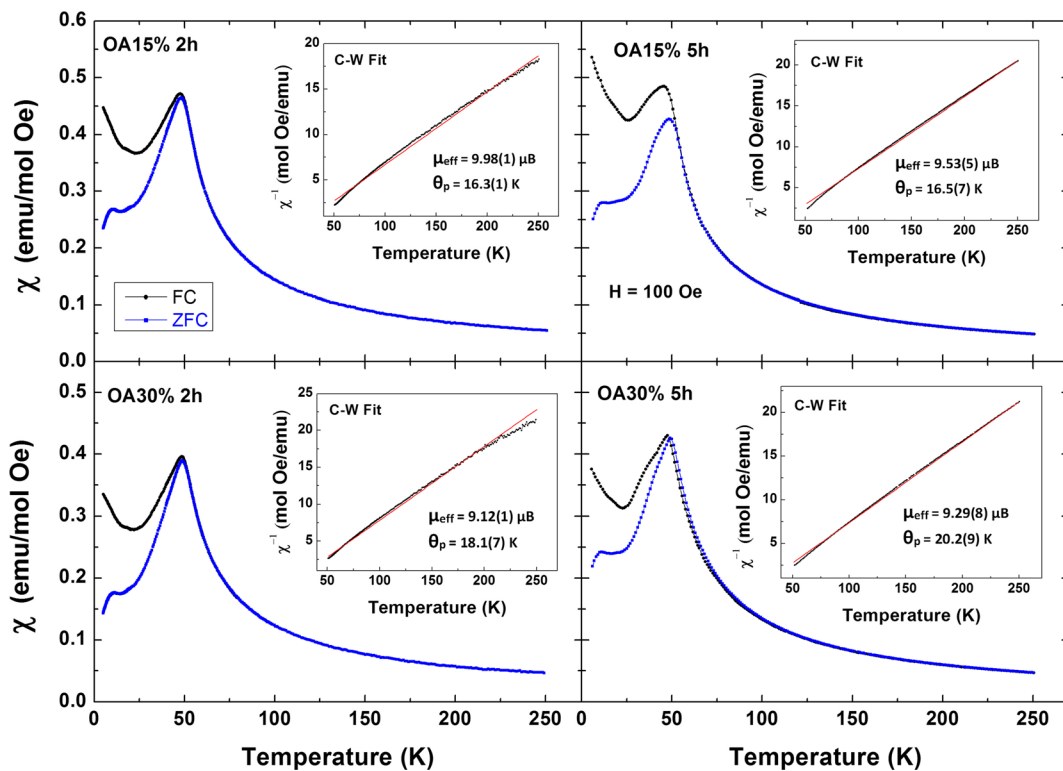 OA15% 2h
C-W Fit
μeff = 9.98(1) μB
θp = 16.3(1) K
χ⁻¹ (mol Oe/emu)
20
15
10
5
50 100 150 200 250
Temperature (K)
FC
ZFC
χ (emu/mol Oe)
0.6
0.5
0.4
0.3
0.2
0.1
0.0
OA15% 5h
C-W Fit
μeff = 9.53(5) μB
θp = 16.5(7) K
χ⁻¹ (mol Oe/emu)
20
15
10
5
50 100 150 200 250
Temperature (K)
H = 100 Oe
OA30% 2h
C-W Fit
μeff = 9.12(1) μB
θp = 18.1(7) K
χ⁻¹ (mol Oe/emu)
25
20
15
10
5
50 100 150 200 250
Temperature (K)
χ (emu/mol Oe)
0.5
0.4
0.3
0.2
0.1
0.0
0 50 100 150 200 250
Temperature (K)
OA30% 5h
C-W Fit
μeff = 9.29(8) μB
θp = 20.2(9) K
χ⁻¹ (mol Oe/emu)
20
15
10
5
50 100 150 200 250
Temperature (K)
0 50 100 150 200 250
Temperature (K)